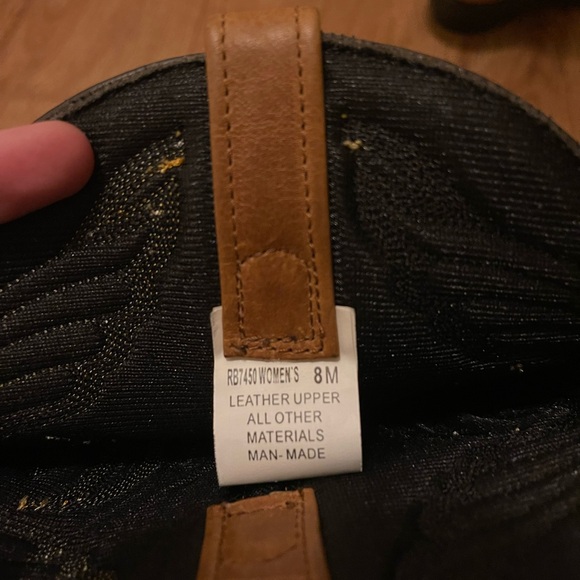 RB7450 WOMEN'S 8M
LEATHER UPPER
ALL OTHER
MATERIALS
MAN-MADE